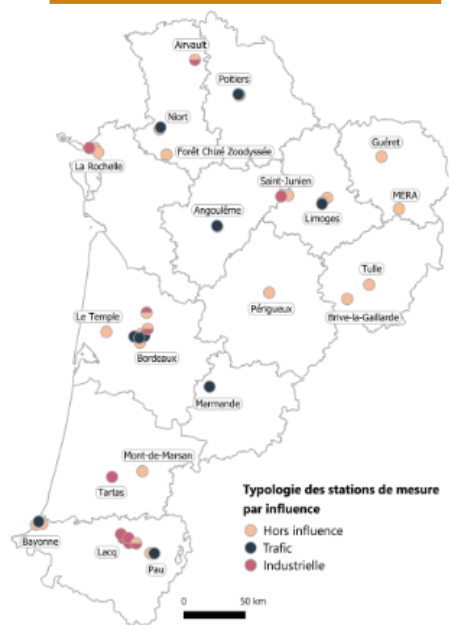 Airvault
Poitiers
Niort
Forêt Chizé Zoodyssée
La Rochelle
Guéret
Saint-Junien
MERA
Angoulême
Limoges
Tulle
Périgueux
Brive-la-Gaillarde
Le Temple
Bordeaux
Marmande
Mont-de-Marsan
Tartas
Typologie des stations de mesure
par influence
Hors influence
Trafic
Industrielle
Bayonne
Lacq
Pau
0 50 km